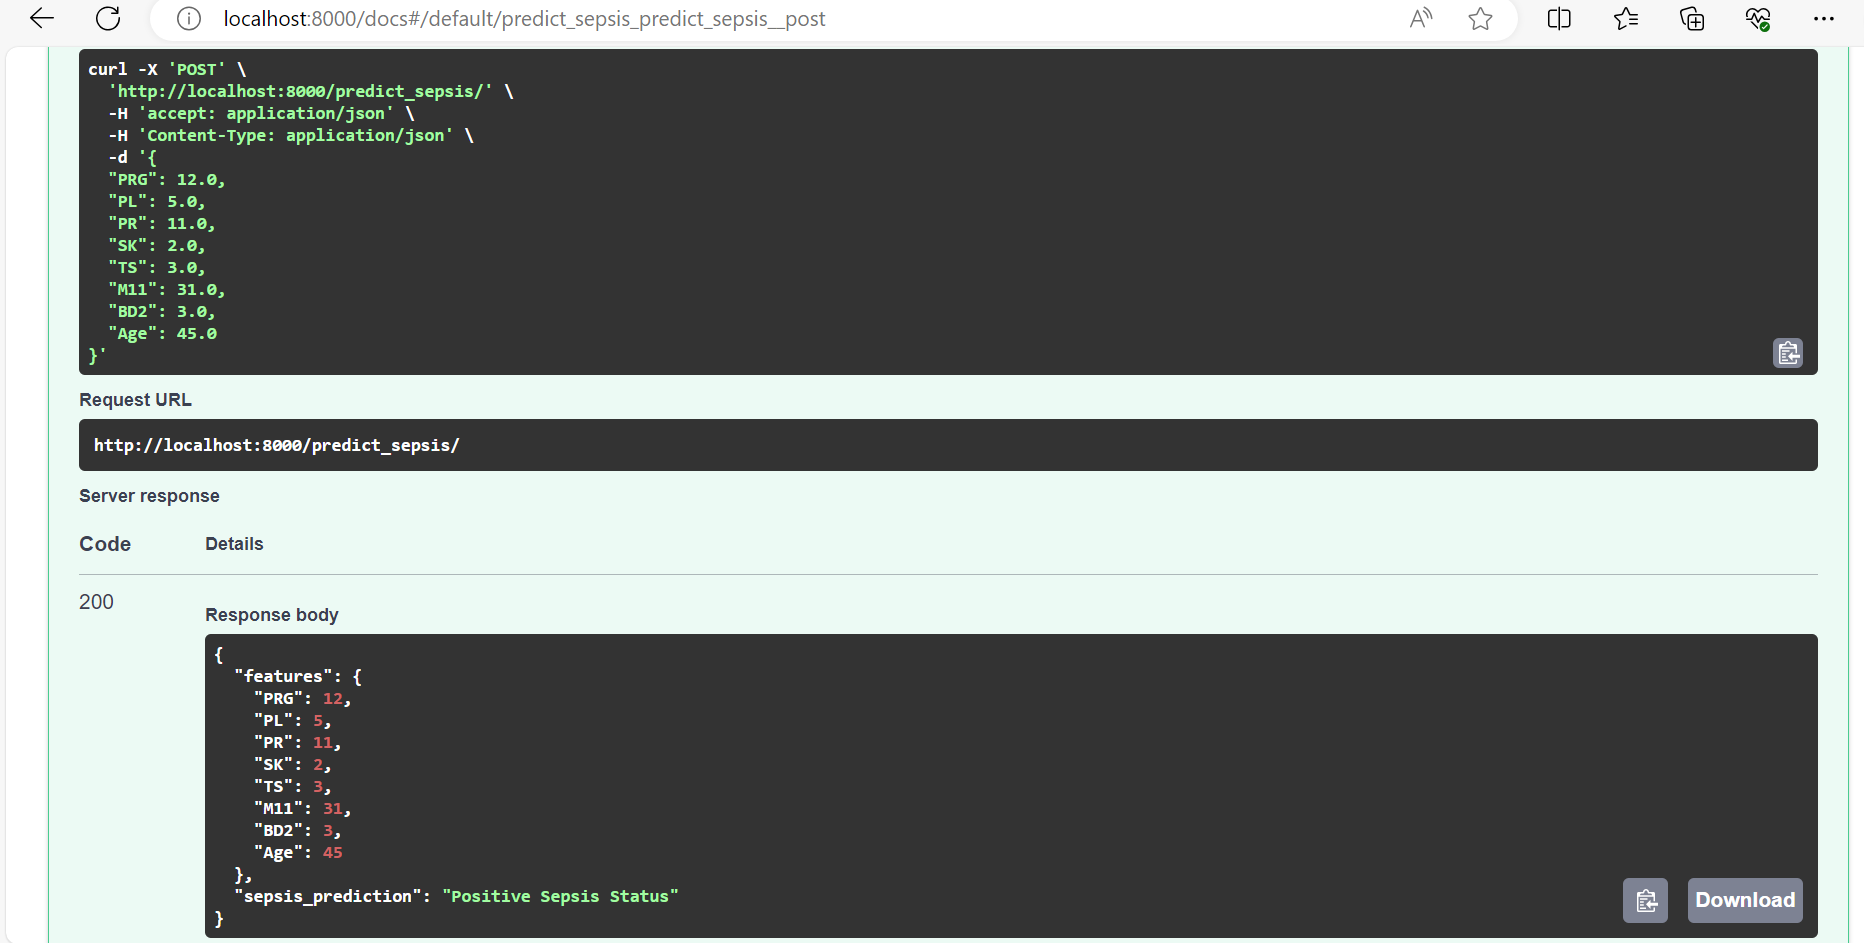 localhost:8000/docs#/default/predict_sepsis_predict_sepsis__post
curl -X 'POST' \
  'http://localhost:8000/predict_sepsis/' \
  -H 'accept: application/json' \
  -H 'Content-Type: application/json' \
  -d '{
  "PRG": 12.0,
  "PL": 5.0,
  "PR": 11.0,
  "SK": 2.0,
  "TS": 3.0,
  "M11": 31.0,
  "BD2": 3.0,
  "Age": 45.0
}'
Request URL
http://localhost:8000/predict_sepsis/
Server response
Code Details
200
Response body
{
  "features": {
    "PRG": 12,
    "PL": 5,
    "PR": 11,
    "SK": 2,
    "TS": 3,
    "M11": 31,
    "BD2": 3,
    "Age": 45
  },
  "sepsis_prediction": "Positive Sepsis Status"
}
Download